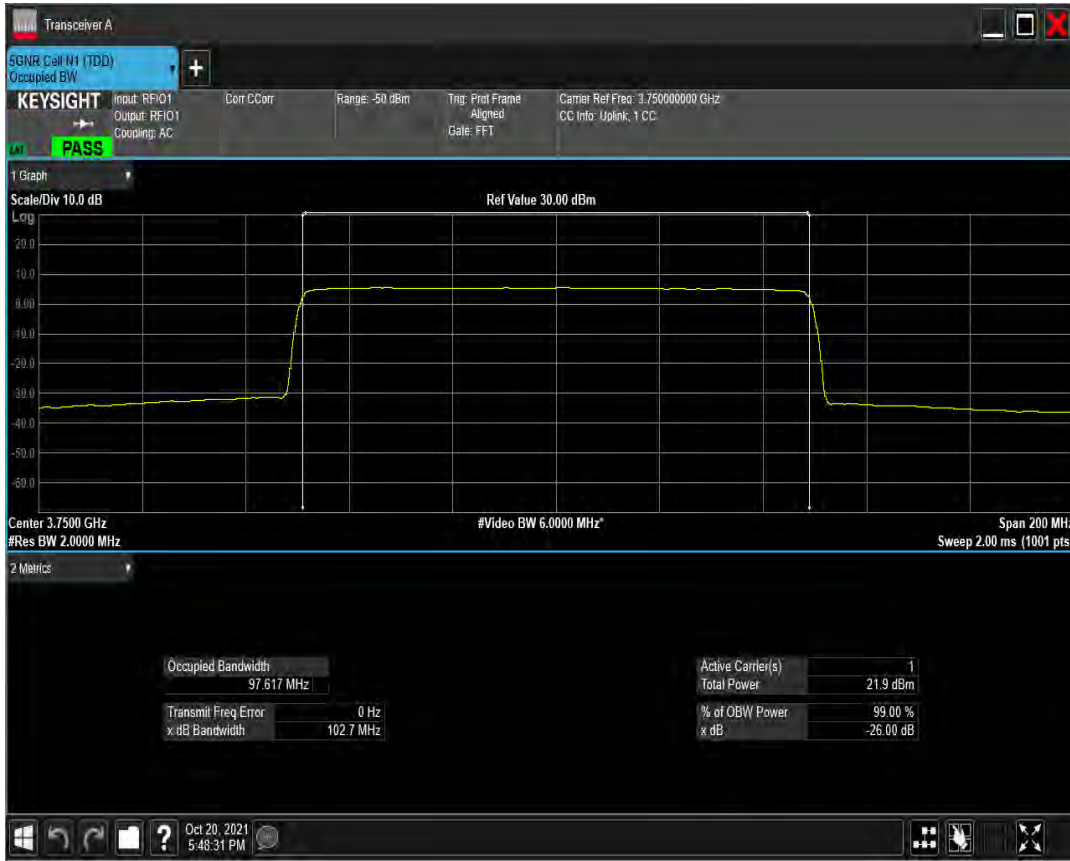 Transceiver A
5GNR Cell N1 (TDD)
Occupied BW
+
KEYSIGHT
Input: RFIO1
Output: RFIO1
Coupling: AC
Corr CCorr
Range: -50 dBm
Trig: Prot Frame
Aligned
Gate: FFT
Carrier Ref Freq: 3.750000000 GHz
CC Info: Uplink, 1 CC
PASS
1 Graph
Scale/Div 10.0 dB
Ref Value 30.00 dBm
Log
20.0
10.0
0.00
-10.0
-20.0
-30.0
-40.0
-50.0
-60.0
Center 3.7500 GHz
#Video BW 6.0000 MHz*
Span 200 MHz
#Res BW 2.0000 MHz
Sweep 2.00 ms (1001 pts
2 Metrics
Occupied Bandwidth
97.617 MHz
Transmit Freq Error 0 Hz
x dB Bandwidth 102.7 MHz
Active Carrier(s) 1
Total Power 21.9 dBm
% of OBW Power 99.00 %
x dB -26.00 dB
?
Oct 20, 2021
5:48:31 PM